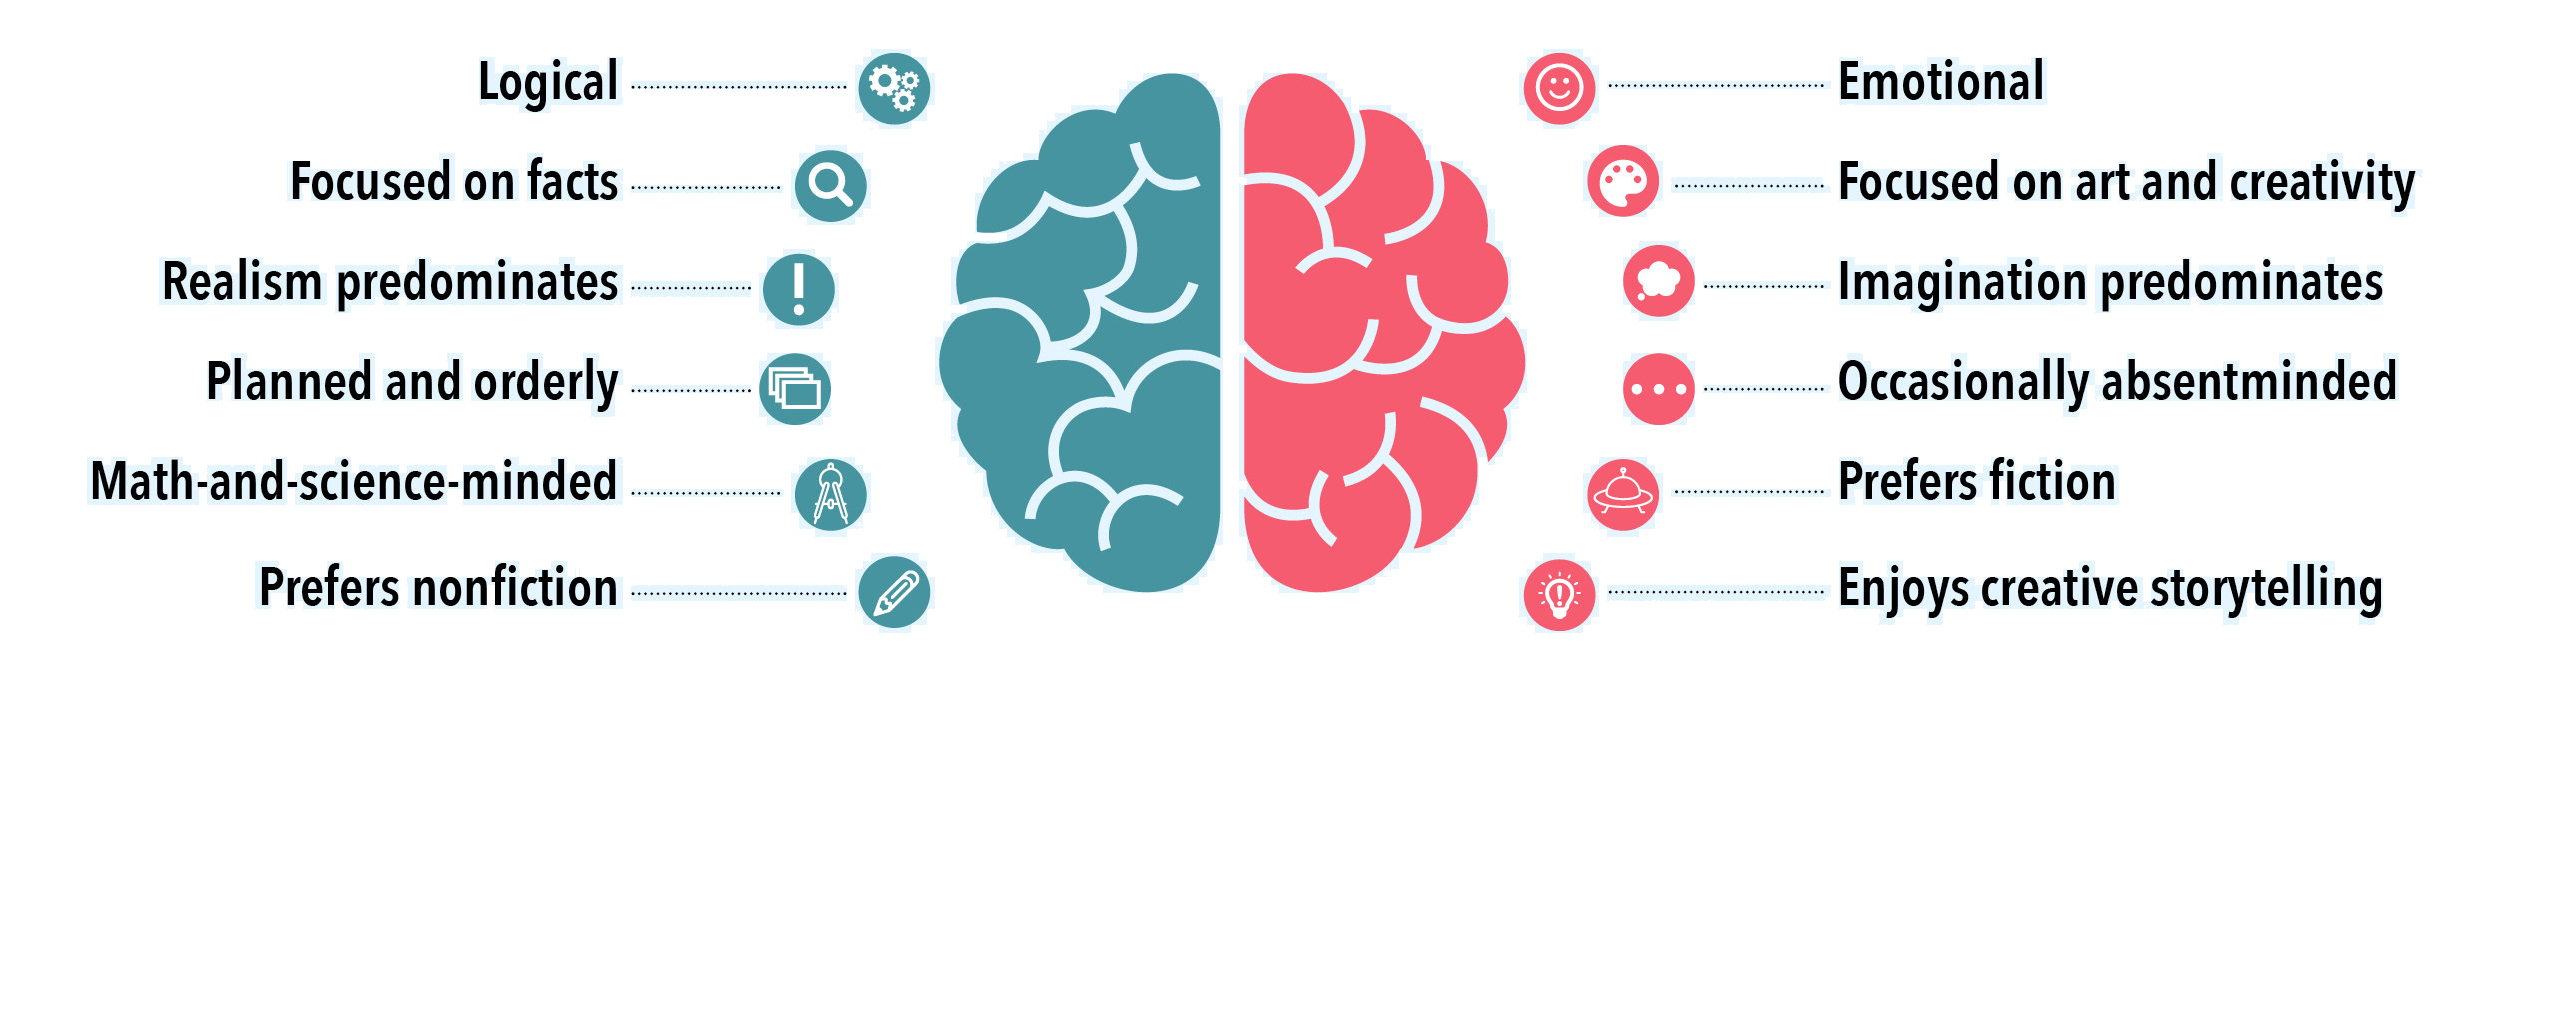 Logical
Focused on facts
Realism predominates
Planned and orderly
Math-and-science-minded
Prefers nonfiction
Emotional
Focused on art and creativity
Imagination predominates
Occasionally absentminded
Prefers fiction
Enjoys creative storytelling